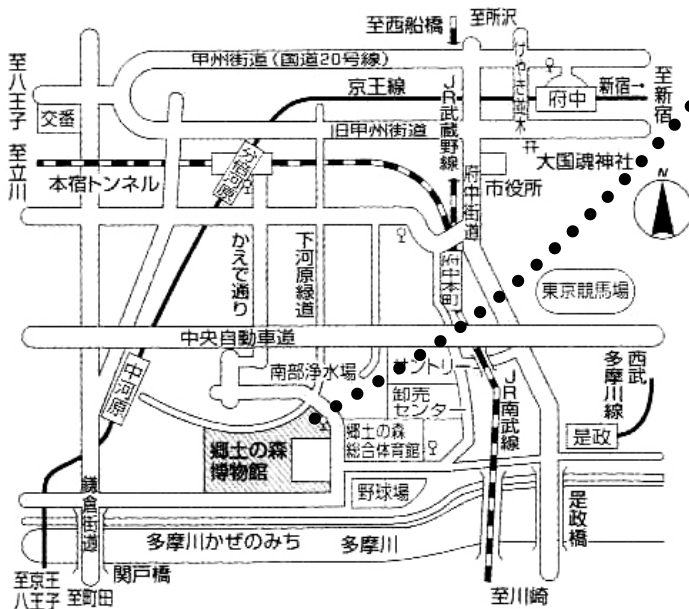 至西船橋
至所沢
甲州街道(国道20号線)
けやき並木
至八王子
京王線
JR武蔵野線
府中
新宿→
至新宿
交番
旧甲州街道
至立川
本宿トンネル
分倍河原
府中街道
市役所
大国魂神社
N
かえで通り
下河原緑道
府中本町
東京競馬場
中央自動車道
中河原
南部浄水場
サントリー
卸売
センター
JR南武線
西武
多摩川線
是政
郷土の森
博物館
郷土の森
総合体育館
野球場
鎌倉街道
是政橋
多摩川かぜのみち
多摩川
関戸橋
至京王
八王子
至町田
至川崎